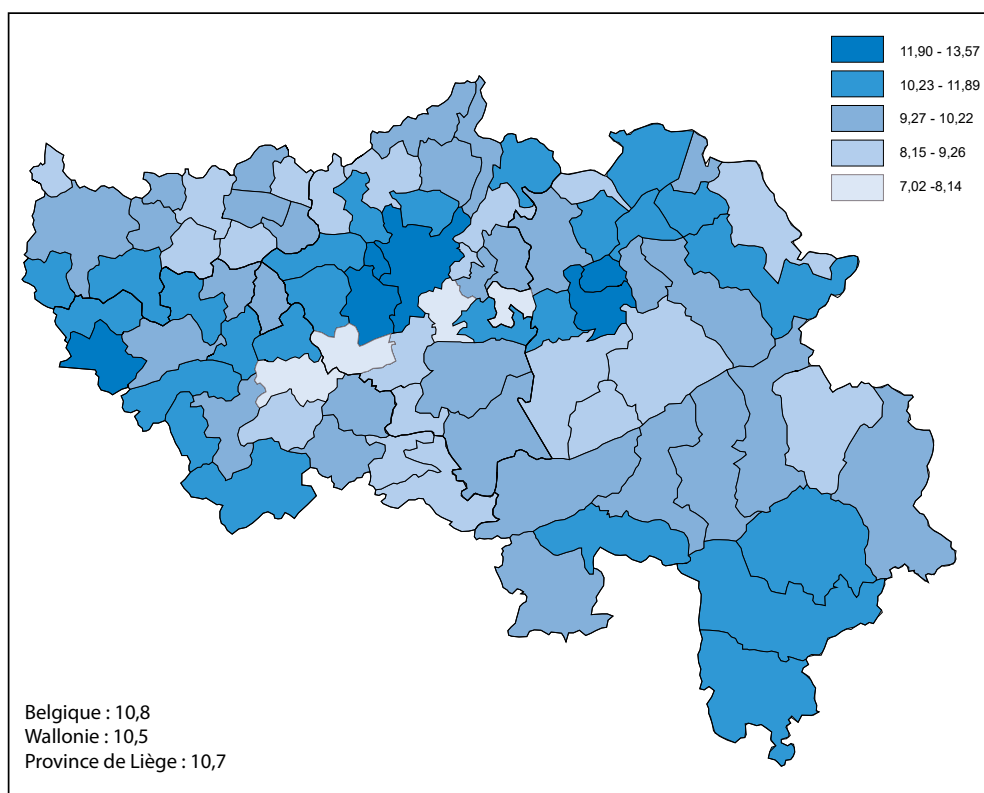 11,90 - 13,57
10,23 - 11,89
9,27 - 10,22
8,15 - 9,26
7,02 -8,14
Belgique : 10,8
Wallonie : 10,5
Province de Liège : 10,7